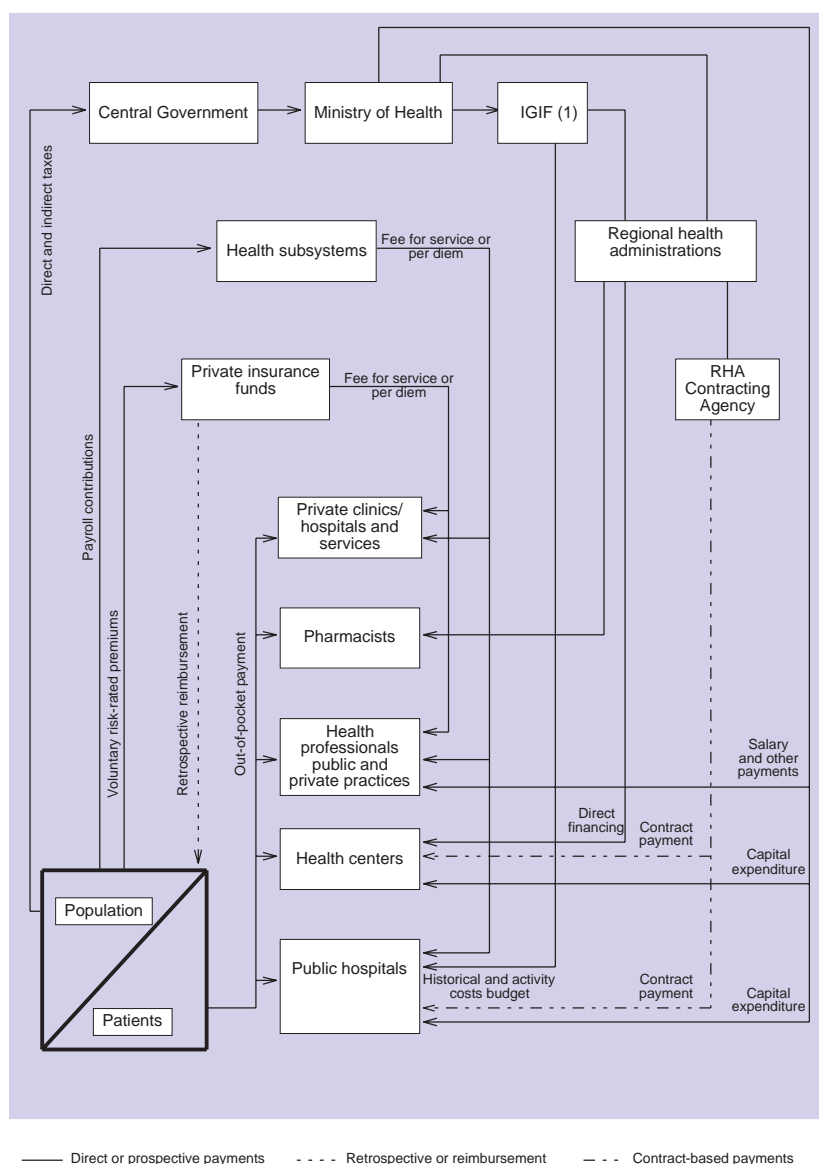 Central Government
Ministry of Health
IGIF (1)
Direct and indirect taxes
Health subsystems
Fee for service or
per diem
Regional health
administrations
Private insurance
funds
Fee for service or
per diem
RHA
Contracting
Agency
Payroll contributions
Voluntary risk-rated premiums
Retrospective reimbursement
Out-of-pocket payment
Private clinics/
hospitals and
services
Pharmacists
Health
professionals
public and
private practices
Salary
and other
payments
Direct
financing
Contract
payment
Health centers
Capital
expenditure
Population
Patients
Public hospitals
Historical and activity
costs budget
Contract
payment
Capital
expenditure
Direct or prospective payments
Retrospective or reimbursement
Contract-based payments